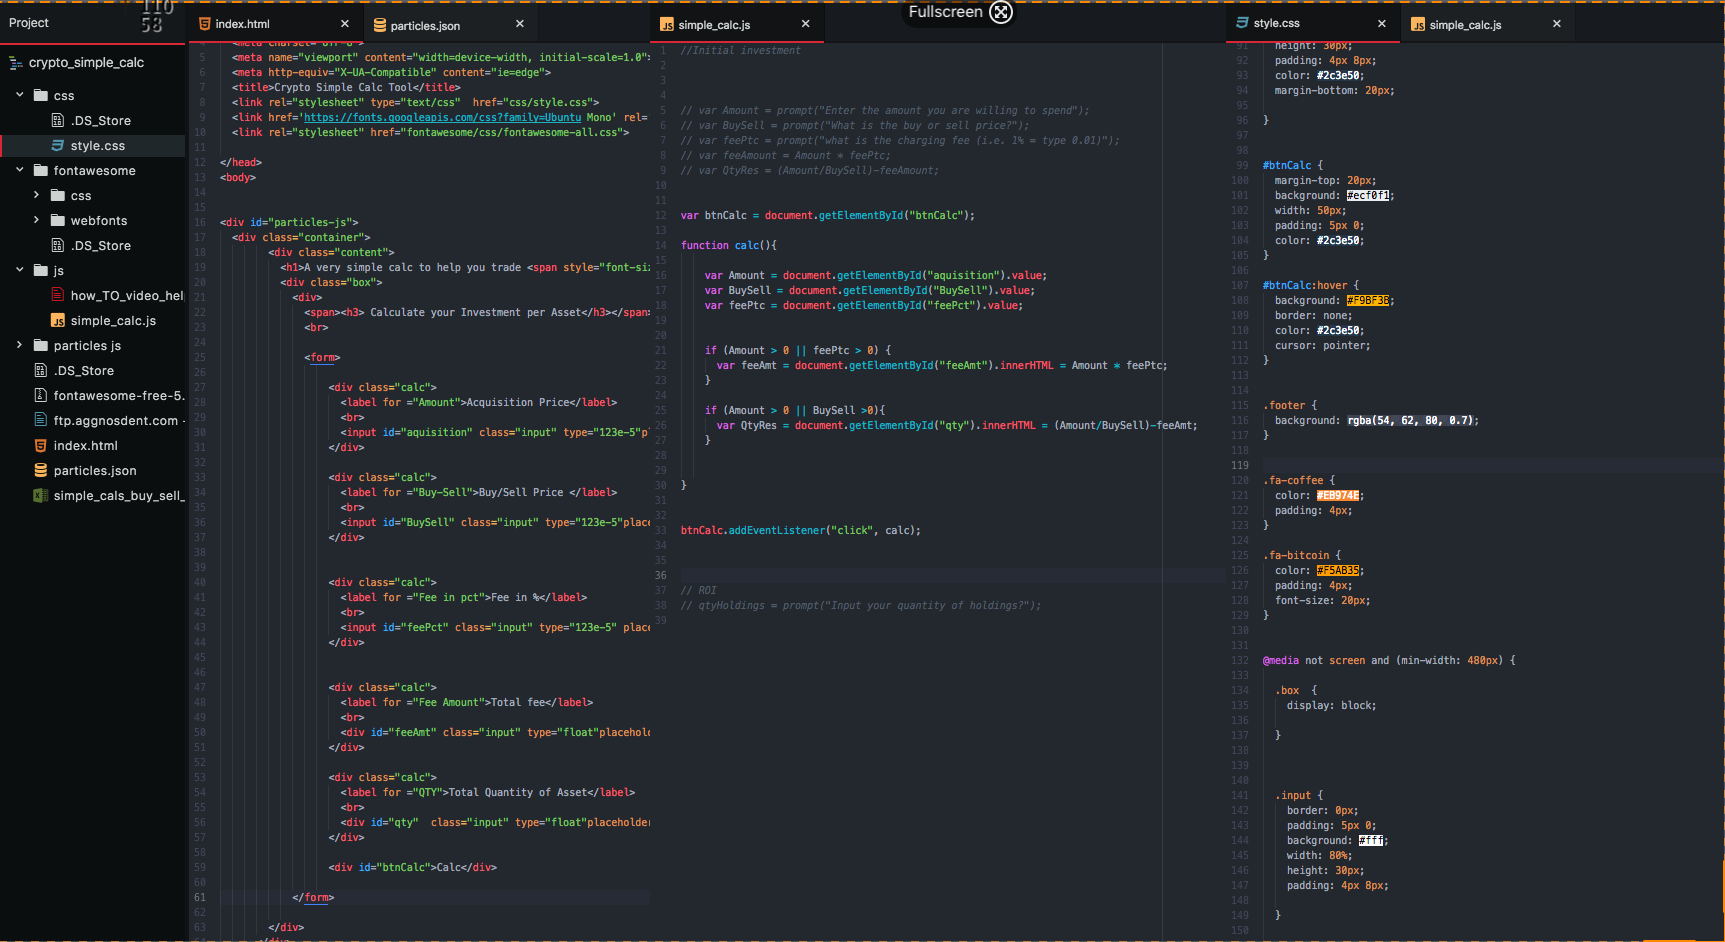 Project
110
58
index.html
particles.json
simple_calc.js
Fullscreen
style.css
simple_calc.js
crypto_simple_calc
css
.DS_Store
style.css
fontawesome
css
webfonts
.DS_Store
js
how_TO_video_hel
simple_calc.js
particles js
.DS_Store
fontawesome-free-5.
ftp.aggnosdent.com -
index.html
particles.json
simple_cals_buy_sell_
5 <meta name="viewport" content="width=device-width, initial-scale=1.0">
6 <meta http-equiv="X-UA-Compatible" content="ie=edge">
7 <title>Crypto Simple Calc Tool</title>
8 <link rel="stylesheet" type="text/css"  href="css/style.css">
9 <link href='https://fonts.googleapis.com/css?family=Ubuntu Mono' rel=
10 <link rel="stylesheet" href="fontawesome/css/fontawesome-all.css">
11
12 </head>
13 <body>
14
15
16 <div id="particles-js">
17 <div class="container">
18 <div class="content">
19 <h1>A very simple calc to help you trade <span style="font-siz
20 <div class="box">
21 <div>
22 <span><h3> Calculate your Investment per Asset</h3></span>
23 <br>
24
25 <form>
26
27 <div class="calc">
28 <label for ="Amount">Acquisition Price</label>
29 <br>
30 <input id="aquisition" class="input" type="123e-5"pl
31 </div>
32
33 <div class="calc">
34 <label for ="Buy-Sell">Buy/Sell Price </label>
35 <br>
36 <input id="BuySell" class="input" type="123e-5"place
37 </div>
38
39
40 <div class="calc">
41 <label for ="Fee in pct">Fee in %</label>
42 <br>
43 <input id="feePct" class="input" type="123e-5" place
44 </div>
45
46
47 <div class="calc">
48 <label for ="Fee Amount">Total fee</label>
49 <br>
50 <div id="feeAmt" class="input" type="float"placehold
51 </div>
52
53 <div class="calc">
54 <label for ="QTY">Total Quantity of Asset</label>
55 <br>
56 <div id="qty"  class="input" type="float"placeholder
57 </div>
58
59 <div id="btnCalc">Calc</div>
60
61 </form>
62
63 </div>
1 //Initial investment
2
3
4
5 // var Amount = prompt("Enter the amount you are willing to spend");
6 // var BuySell = prompt("What is the buy or sell price?");
7 // var feePtc = prompt("what is the charging fee (i.e. 1% = type 0.01)");
8 // var feeAmount = Amount * feePtc;
9 // var QtyRes = (Amount/BuySell)-feeAmount;
10
11
12 var btnCalc = document.getElementById("btnCalc");
13
14 function calc(){
15
16 var Amount = document.getElementById("aquisition").value;
17 var BuySell = document.getElementById("BuySell").value;
18 var feePtc = document.getElementById("feePct").value;
19
20
21 if (Amount > 0 || feePtc > 0) {
22 var feeAmt = document.getElementById("feeAmt").innerHTML = Amount * feePtc;
23 }
24
25 if (Amount > 0 || BuySell >0){
26 var QtyRes = document.getElementById("qty").innerHTML = (Amount/BuySell)-feeAmt;
27 }
28
29
30 }
31
32
33 btnCalc.addEventListener("click", calc);
34
35
36
37 // ROI
38 // qtyHoldings = prompt("Input your quantity of holdings?");
39
91 height: 30px;
92 padding: 4px 8px;
93 color: #2c3e50;
94 margin-bottom: 20px;
95
96 }
97
98
99 #btnCalc {
100 margin-top: 20px;
101 background: #ecf0f1;
102 width: 50px;
103 padding: 5px 0;
104 color: #2c3e50;
105 }
106
107 #btnCalc:hover {
108 background: #F9BF3B;
109 border: none;
110 color: #2c3e50;
111 cursor: pointer;
112 }
113
114
115 .footer {
116 background: rgba(54, 62, 80, 0.7);
117 }
118
119
120 .fa-coffee {
121 color: #EB974E;
122 padding: 4px;
123 }
124
125 .fa-bitcoin {
126 color: #F5AB35;
127 padding: 4px;
128 font-size: 20px;
129 }
130
131
132 @media not screen and (min-width: 480px) {
133
134 .box  {
135 display: block;
136
137 }
138
139
140
141 .input {
142 border: 0px;
143 padding: 5px 0;
144 background: #fff;
145 width: 80%;
146 height: 30px;
147 padding: 4px 8px;
148
149 }
150